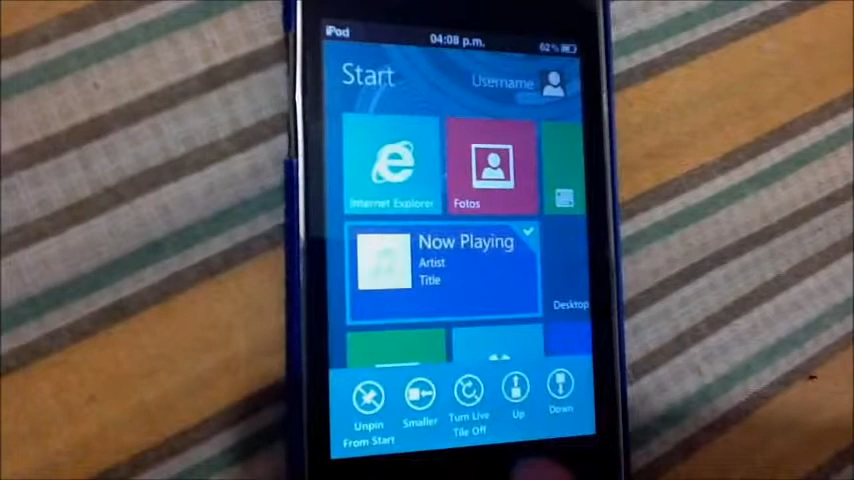 iPod
04:08 p.m.
62%
Start
Username
Internet Explorer
Fotos
Now Playing
Artist
Title
Desktop
Unpin From Start
Smaller
Turn Live Tile Off
Up
Down